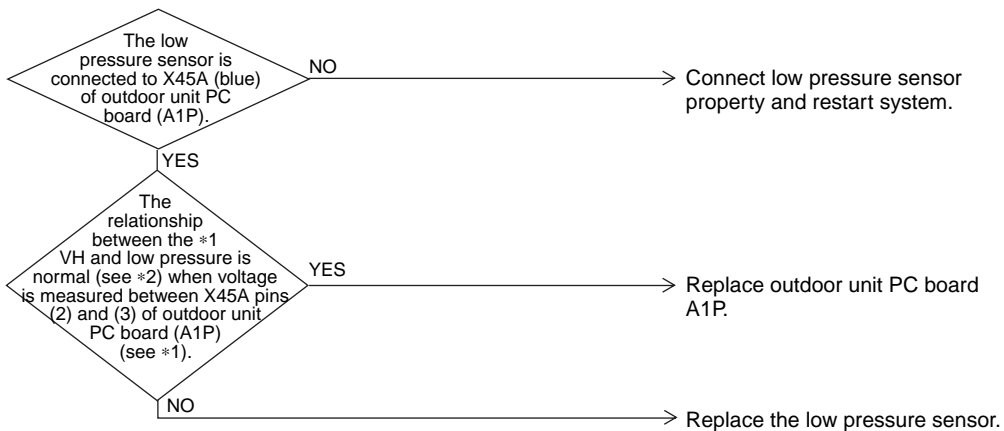 The low
pressure sensor is
connected to X45A (blue)
of outdoor unit PC
board (A1P).
NO
Connect low pressure sensor
property and restart system.
YES
The
relationship
between the *1
VH and low pressure is
normal (see *2) when voltage
is measured between X45A pins
(2) and (3) of outdoor unit
PC board (A1P)
(see *1).
YES
Replace outdoor unit PC board
A1P.
NO
Replace the low pressure sensor.